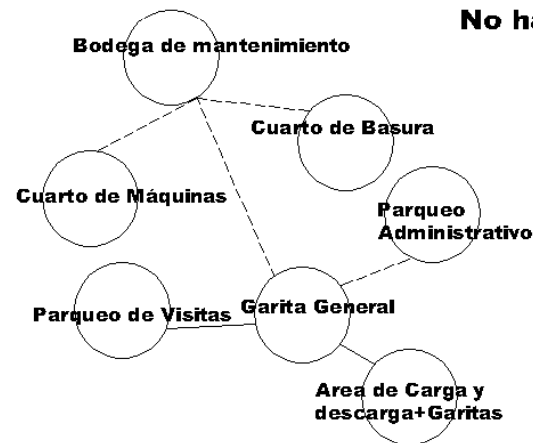 No ha
Bodega de mantenimiento
Cuarto de Basura
Cuarto de Máquinas
Parqueo
Administrativo
Parqueo de Visitas
Garita General
Area de Carga y
descarga+Garitas